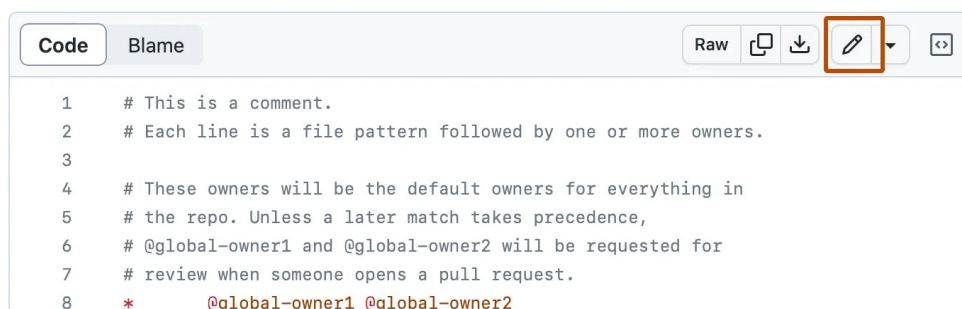 Code Blame Raw
1 # This is a comment.
2 # Each line is a file pattern followed by one or more owners.
3
4 # These owners will be the default owners for everything in
5 # the repo. Unless a later match takes precedence,
6 # @global-owner1 and @global-owner2 will be requested for
7 # review when someone opens a pull request.
8 * @global-owner1 @global-owner2